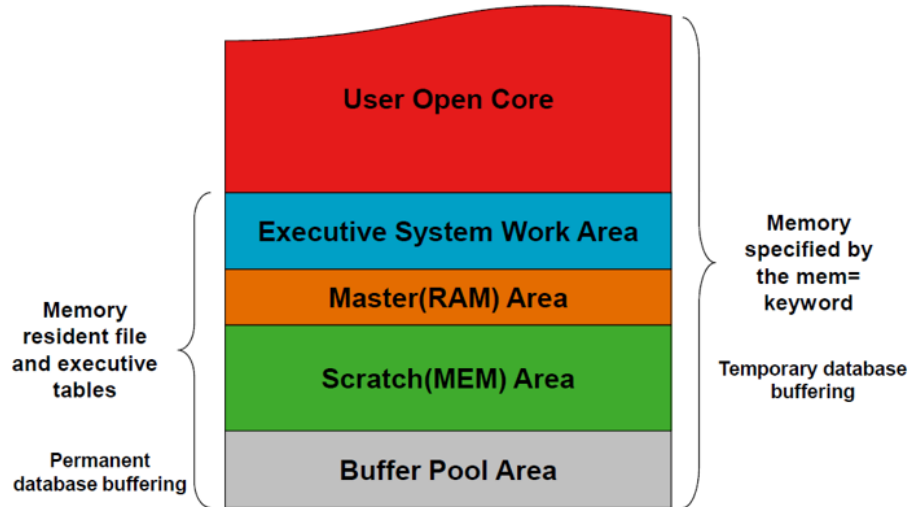 User Open Core
Executive System Work Area
Master(RAM) Area
Scratch(MEM) Area
Buffer Pool Area
Memory
resident file
and executive
tables
Permanent
database buffering
Memory
specified by
the mem=
keyword
Temporary database
buffering